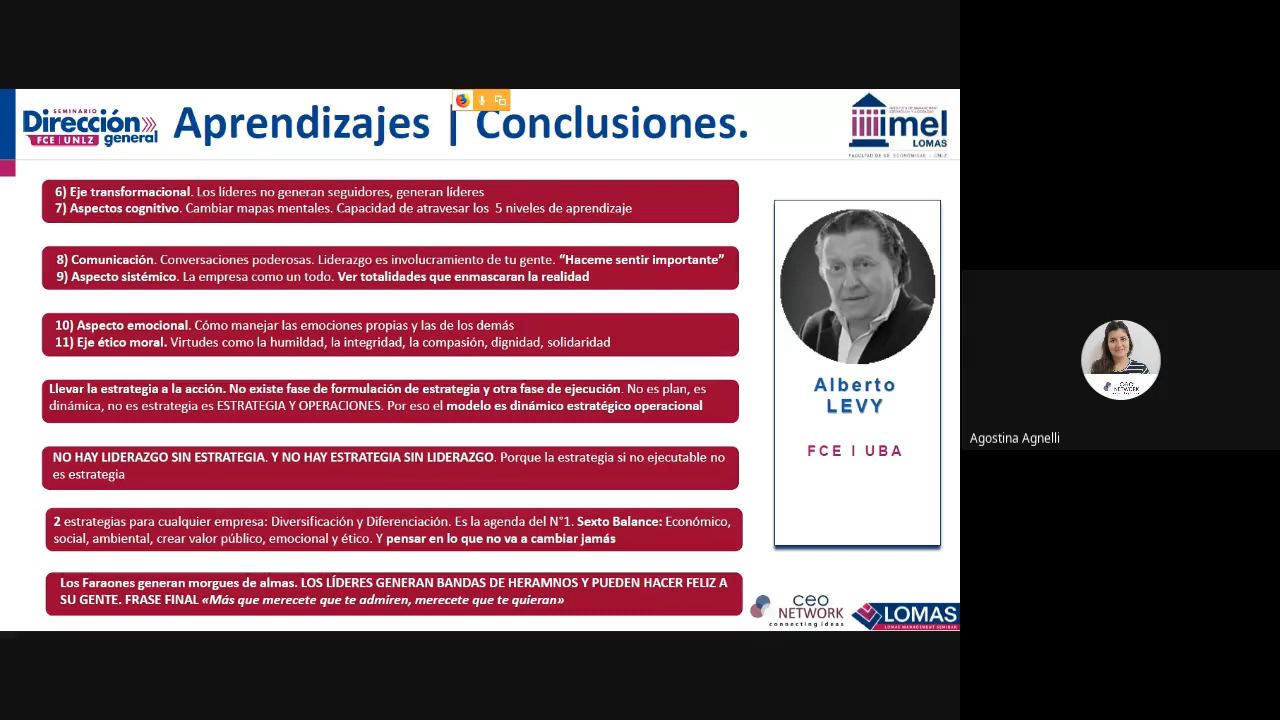 SEMINARIO
Dirección
general
FCE | UNLZ
Aprendizajes | Conclusiones.
imel
LOMAS
6) Eje transformacional. Los líderes no generan seguidores, generan líderes
7) Aspectos cognitivo. Cambiar mapas mentales. Capacidad de atravesar los 5 niveles de aprendizaje
8) Comunicación. Conversaciones poderosas. Liderazgo es involucramiento de tu gente. “Haceme sentir importante”
9) Aspecto sistémico. La empresa como un todo. Ver totalidades que enmascaran la realidad
10) Aspecto emocional. Cómo manejar las emociones propias y las de los demás
11) Eje ético moral. Virtudes como la humildad, la integridad, la compasión, dignidad, solidaridad
Llevar la estrategia a la acción. No existe fase de formulación de estrategia y otra fase de ejecución. No es plan, es
dinámica, no es estrategia es ESTRATEGIA Y OPERACIONES. Por eso el modelo es dinámico estratégico operacional
NO HAY LIDERAZGO SIN ESTRATEGIA. Y NO HAY ESTRATEGIA SIN LIDERAZGO. Porque la estrategia si no ejecutable no
es estrategia
2 estrategias para cualquier empresa: Diversificación y Diferenciación. Es la agenda del N°1. Sexto Balance: Económico,
social, ambiental, crear valor público, emocional y ético. Y pensar en lo que no va a cambiar jamás
Los Faraones generan morgues de almas. LOS LÍDERES GENERAN BANDAS DE HERAMNOS Y PUEDEN HACER FELIZ A
SU GENTE. FRASE FINAL «Más que merecete que te admiren, merecete que te quieran»
Alberto
LEVY
FCE | UBA
ceo
NETWORK
connecting ideas
LOMAS
LOMAS MANAGEMENT SEMINAR
ceo
NETWORK
Agostina Agnelli